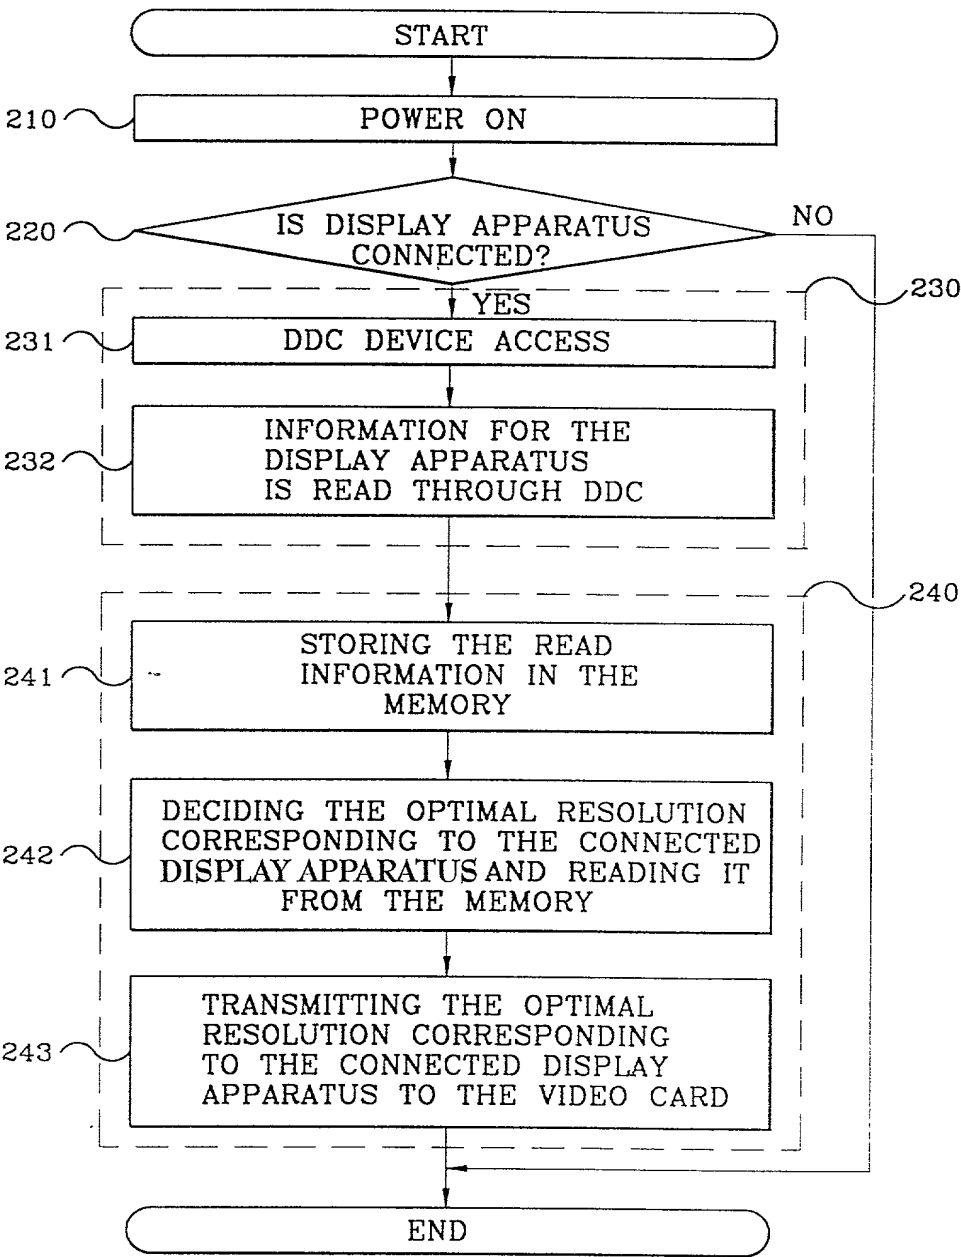 START
210
POWER ON
220
IS DISPLAY APPARATUS
CONNECTED?
NO
YES
230
231
DDC DEVICE ACCESS
232
INFORMATION FOR THE
DISPLAY APPARATUS
IS READ THROUGH DDC
240
241
STORING THE READ
INFORMATION IN THE
MEMORY
242
DECIDING THE OPTIMAL RESOLUTION
CORRESPONDING TO THE CONNECTED
DISPLAY APPARATUS AND READING IT
FROM THE MEMORY
243
TRANSMITTING THE OPTIMAL
RESOLUTION CORRESPONDING
TO THE CONNECTED DISPLAY
APPARATUS TO THE VIDEO CARD
END